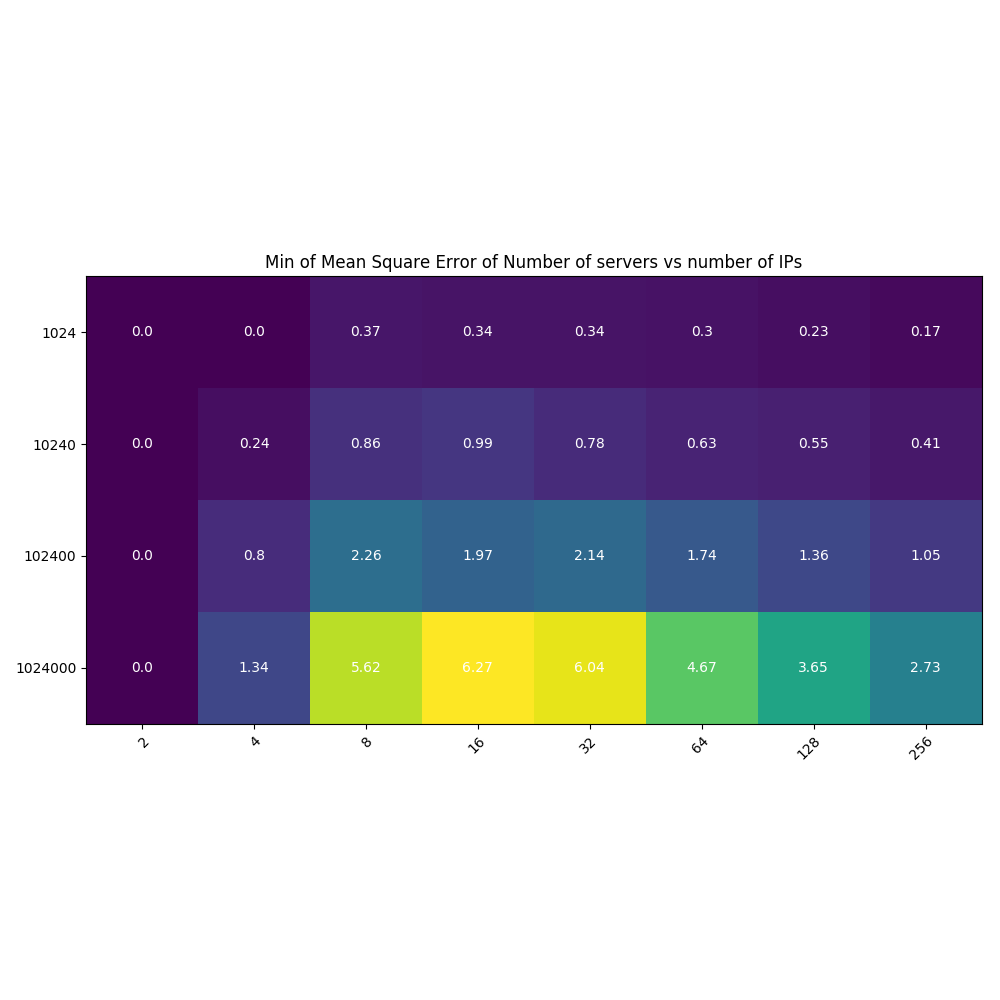 Min of Mean Square Error of Number of servers vs number of IPs
1024 0.0 0.0 0.37 0.34 0.34 0.3 0.23 0.17
10240 0.0 0.24 0.86 0.99 0.78 0.63 0.55 0.41
102400 0.0 0.8 2.26 1.97 2.14 1.74 1.36 1.05
1024000 0.0 1.34 5.62 6.27 6.04 4.67 3.65 2.73
2 4 8 16 32 64 128 256